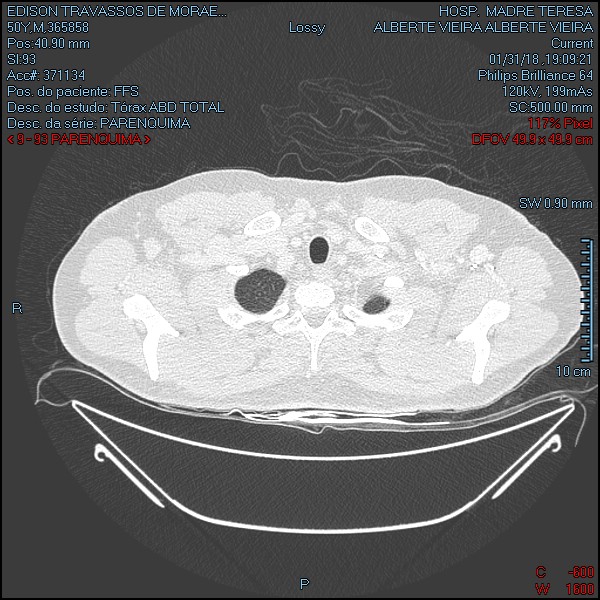 EDISON TRAVASSOS DE MORAE...
50Y,M,365858
Pos:40.90 mm
SI:93
Acc#: 371134
Pos. do paciente: FFS
Desc. do estudo: Tórax ABD TOTAL
Desc. da série: PARENQUIMA
< 9 - 93 PARENQUIMA >
Lossy
HOSP. MADRE TERESA
ALBERTE VIEIRA ALBERTE VIEIRA
Current
01/31/18 ,19:09:21
Philips Brilliance 64
120kV, 199mAs
SC:500.00 mm
117% Pixel
DFOV 49.9 x 49.9 cm
SW 0.90 mm
R
10 cm
P
C -600
W 1600